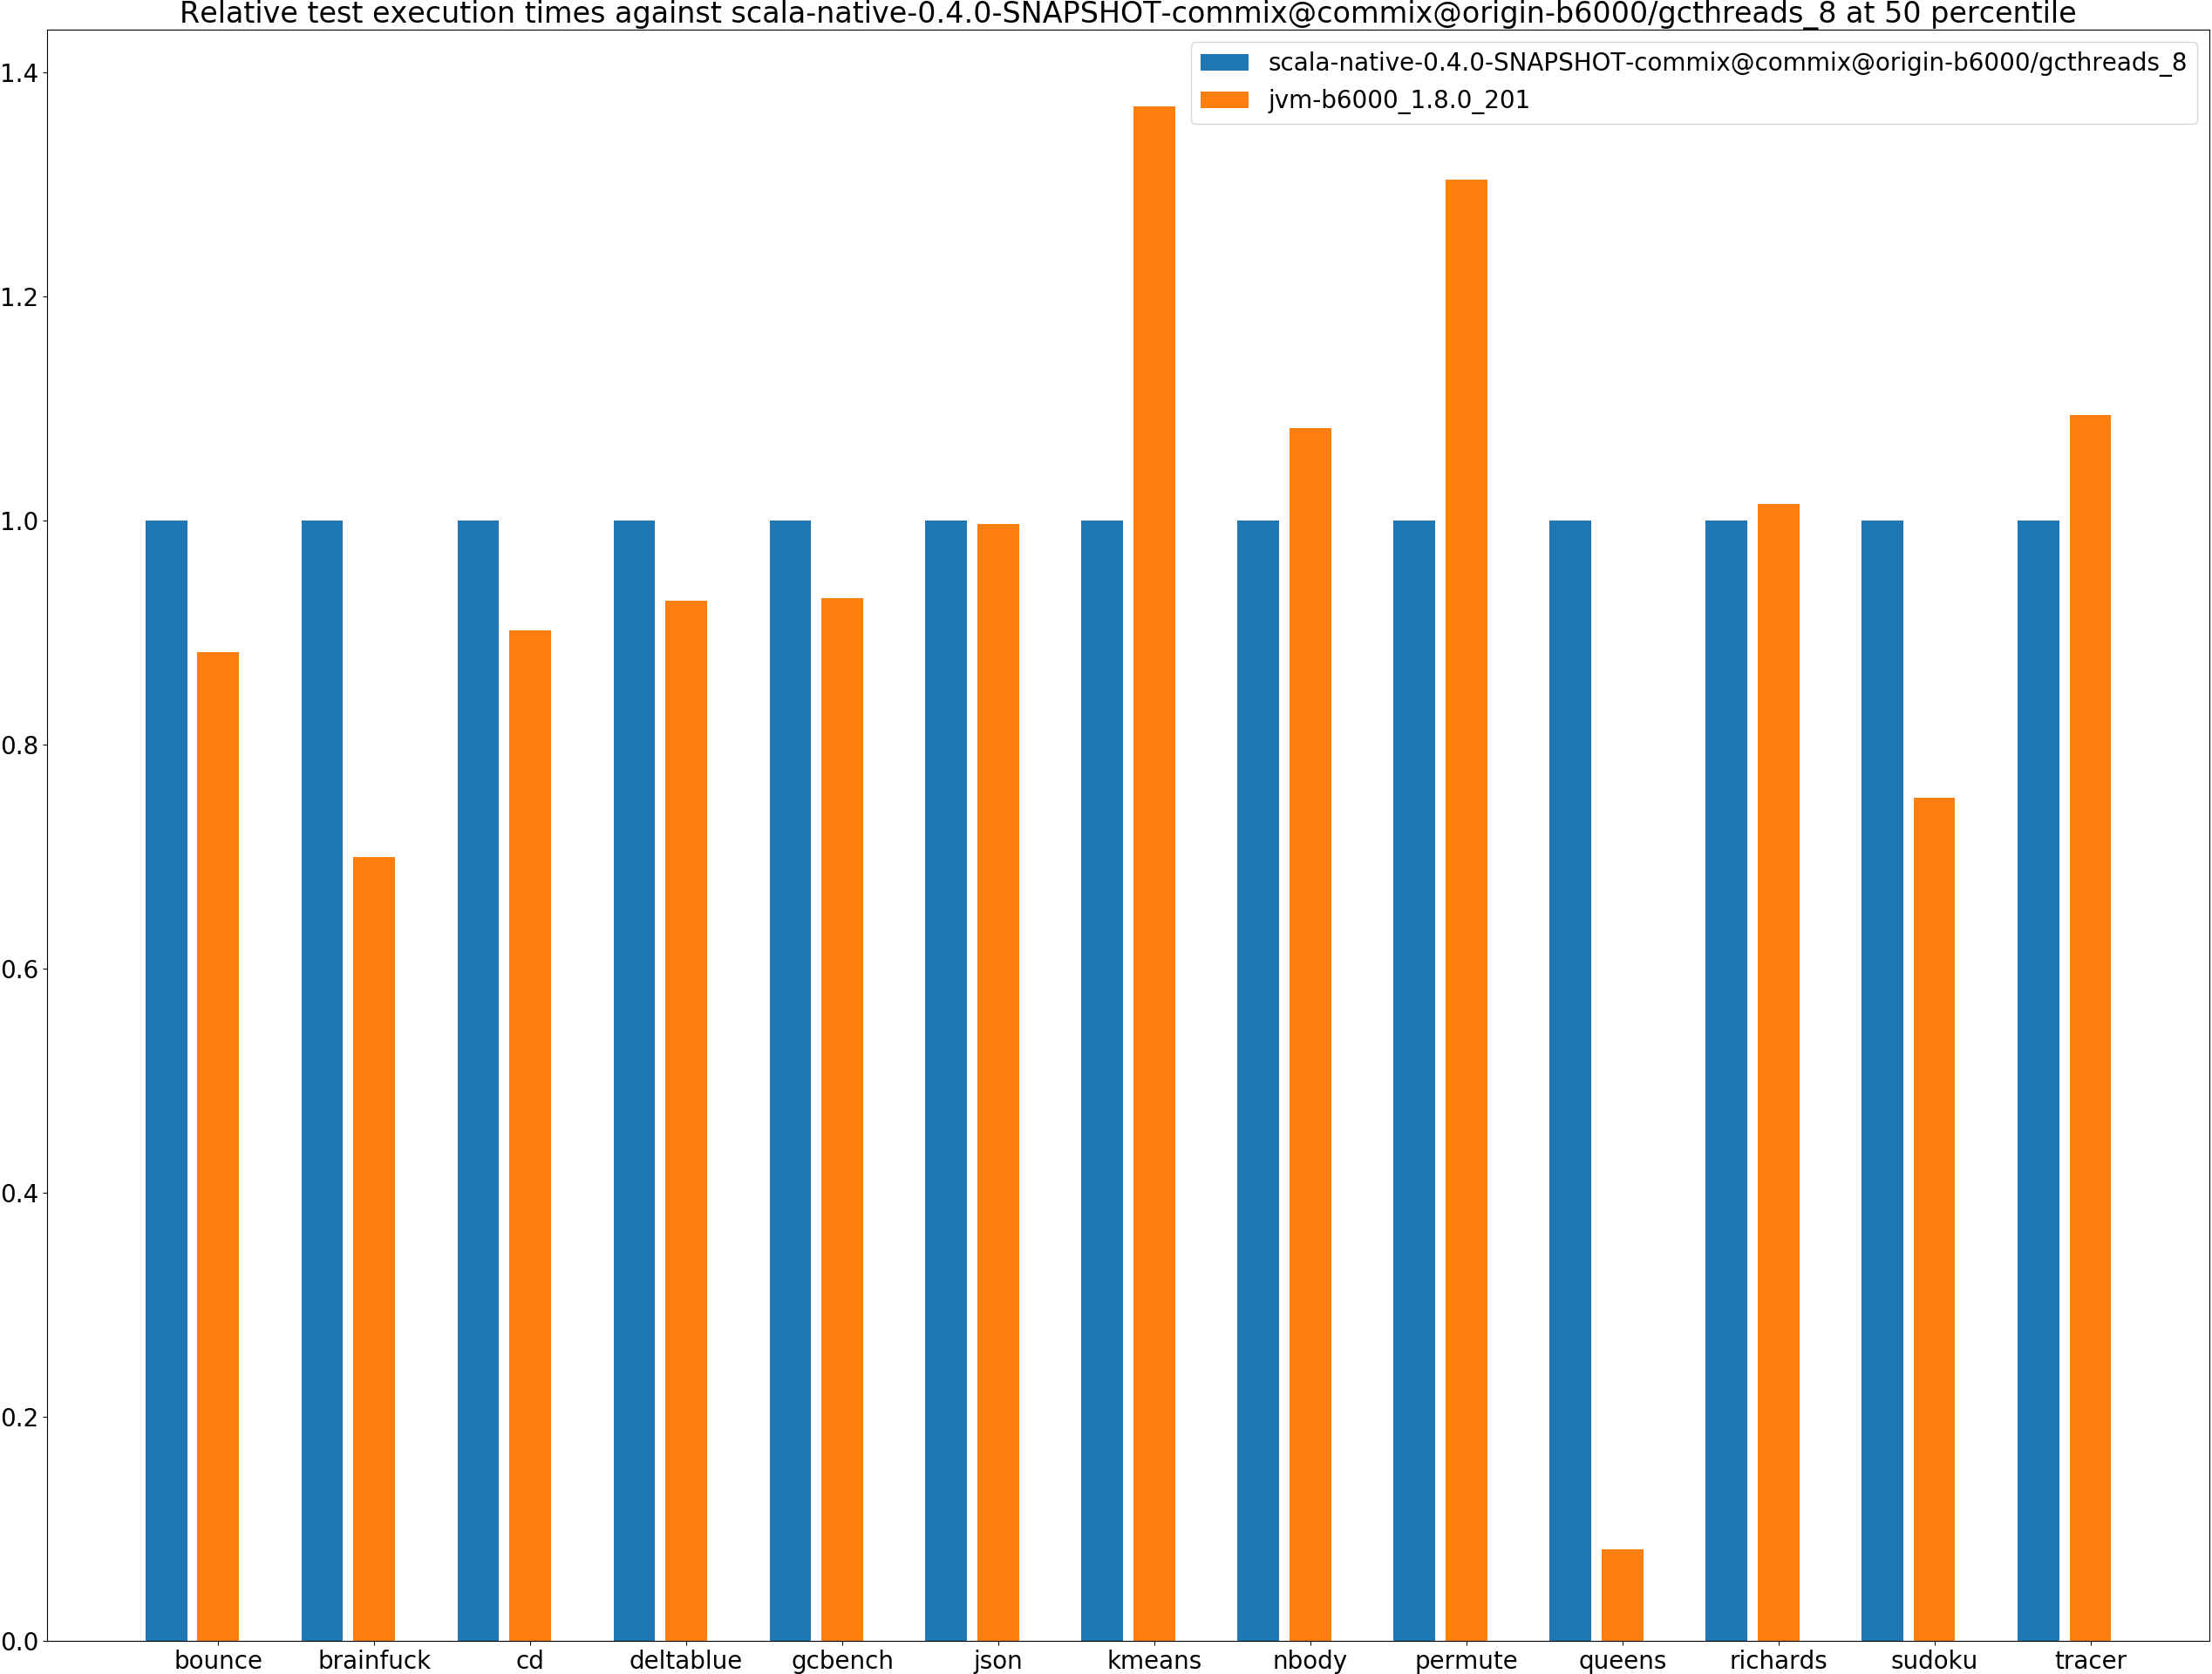 Relative test execution times against scala-native-0.4.0-SNAPSHOT-commix@commix@origin-b6000/gcthreads_8 at 50 percentile
scala-native-0.4.0-SNAPSHOT-commix@commix@origin-b6000/gcthreads_8
jvm-b6000_1.8.0_201
1.4
1.2
1.0
0.8
0.6
0.4
0.2
0.0
bounce brainfuck cd deltablue gcbench json kmeans nbody permute queens richards sudoku tracer